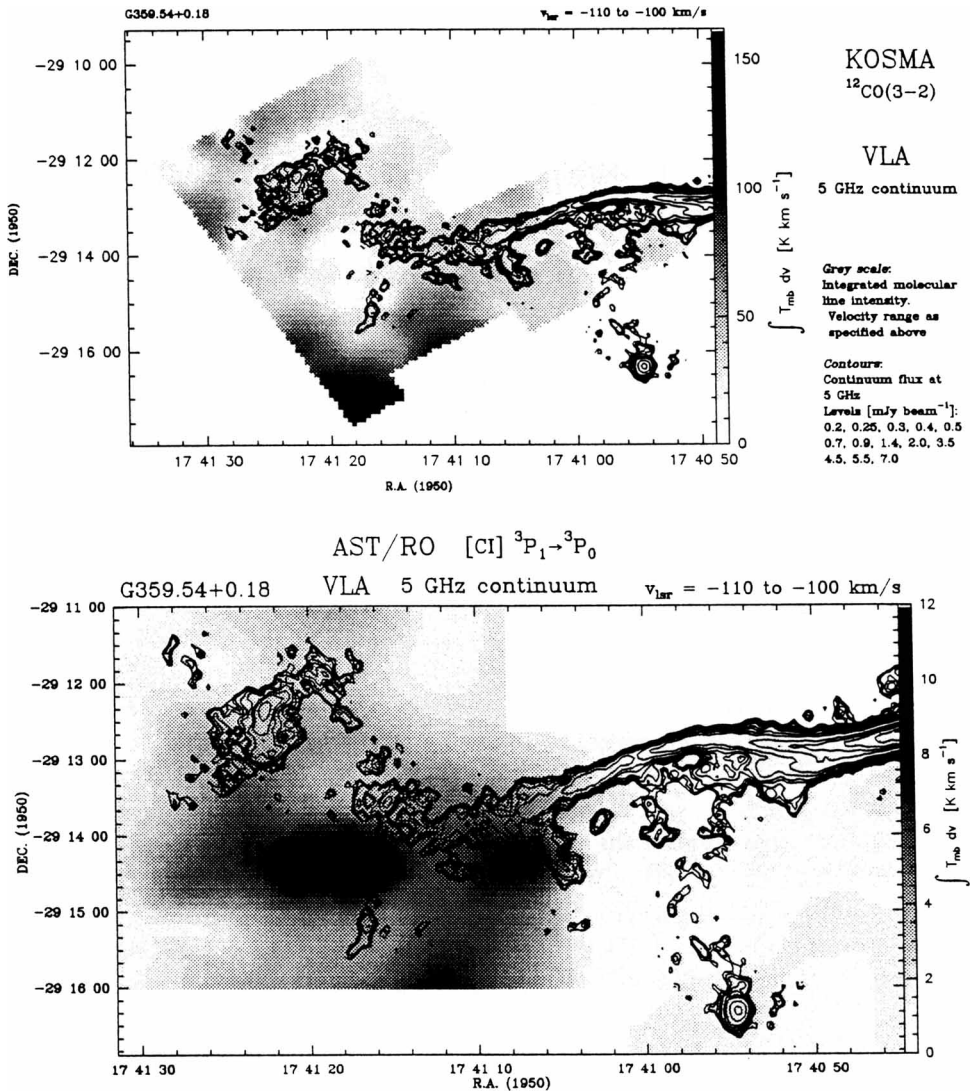 G359.54+0.18
v_lsr = −110 to −100 km/s
−29 10 00
−29 12 00
−29 14 00
−29 16 00
DEC. (1950)
17 41 30
17 41 20
17 41 10
17 41 00
17 40 50
R.A. (1950)
150
100
50
0
∫ T_mb dv [K km s⁻¹]
KOSMA
¹²CO(3−2)
VLA
5 GHz continuum
Grey scale:
Integrated molecular
line intensity.
Velocity range as
specified above
Contours:
Continuum flux at
5 GHz
Levels [mJy beam⁻¹]:
0.2, 0.25, 0.3, 0.4, 0.5
0.7, 0.9, 1.4, 2.0, 3.5
4.5, 5.5, 7.0
AST/RO [CI] ³P₁→³P₀
G359.54+0.18 VLA 5 GHz continuum v_lsr = −110 to −100 km/s
−29 11 00
−29 12 00
−29 13 00
−29 14 00
−29 15 00
−29 16 00
DEC. (1950)
17 41 30
17 41 20
17 41 10
17 41 00
17 40 50
R.A. (1950)
12
10
8
6
4
2
0
∫ T_mb dv [K km s⁻¹]